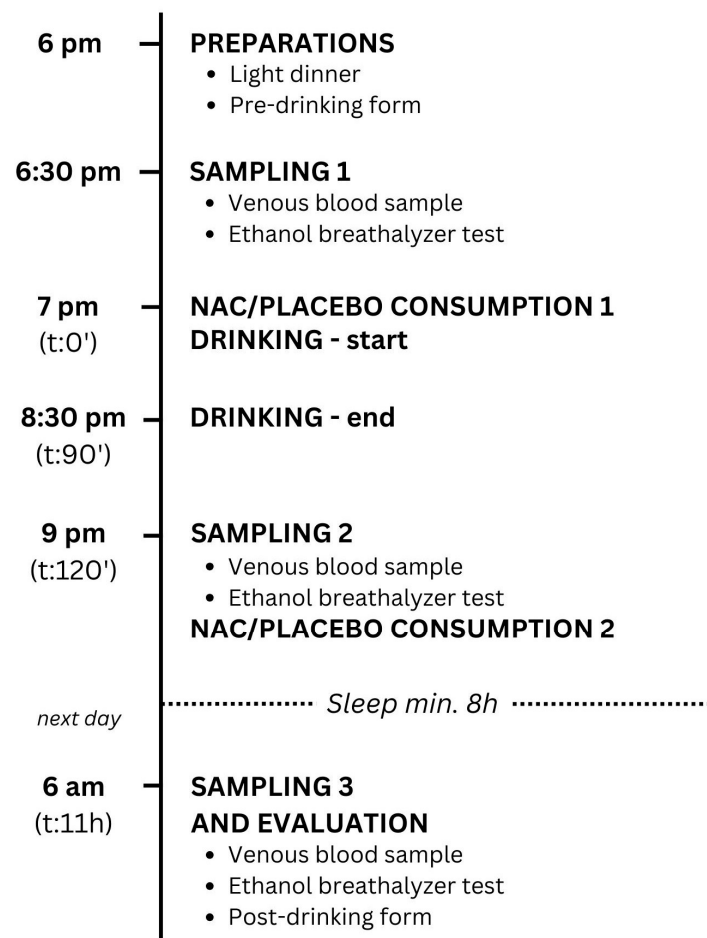 6 pm
PREPARATIONS
• Light dinner
• Pre-drinking form
6:30 pm
SAMPLING 1
• Venous blood sample
• Ethanol breathalyzer test
7 pm
(t:0')
NAC/PLACEBO CONSUMPTION 1
DRINKING - start
8:30 pm
(t:90')
DRINKING - end
9 pm
(t:120')
SAMPLING 2
• Venous blood sample
• Ethanol breathalyzer test
NAC/PLACEBO CONSUMPTION 2
Sleep min. 8h
next day
6 am
(t:11h)
SAMPLING 3
AND EVALUATION
• Venous blood sample
• Ethanol breathalyzer test
• Post-drinking form